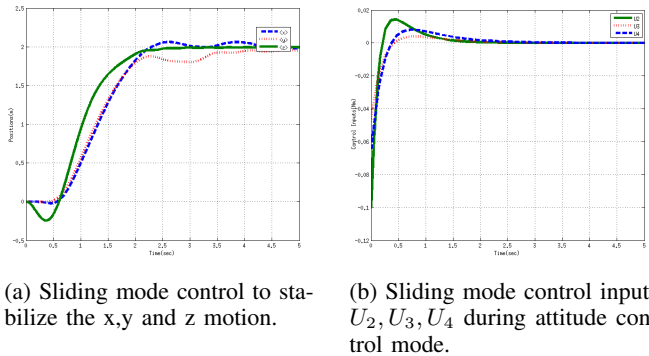 2.5
2
1.5
1
0.5
0
-0.5
Positions(m)
(x)
(y)
(z)
0 0.5 1 1.5 2 2.5 3 3.5 4 4.5 5
Time(sec)
0.02
0
-0.02
-0.04
-0.06
-0.08
-0.1
-0.12
Control Inputs(Nm)
U2
U3
U4
0 0.5 1 1.5 2 2.5 3 3.5 4 4.5 5
Time(sec)
(a) Sliding mode control to sta-
bilize the x,y and z motion.
(b) Sliding mode control input
U2, U3, U4 during attitude con
trol mode.